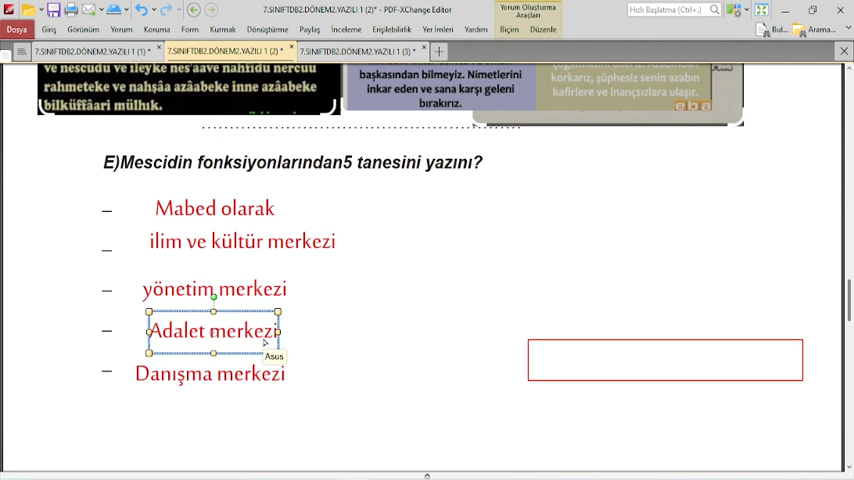 7.SINIFTDB2.DÖNEM2.YAZILI 1 (2)* - PDF-XChange Editor
Yorum Oluşturma Araçları
Hızlı Başlatma (Ctrl+.)
Dosya Giriş Görünüm Yorum Koruma Yer İmi Form Düzenle Dönüştürme Paylaş İnceleme Erişilebilirlik Yer İmleri Yardım Biçim Düzenle Bul... Arama...
7.SINIFTDB2.DÖNEM2.YAZILI 1 (1) * 7.SINIFTDB2.DÖNEM2.YAZILI 1 (2) * 7.SINIFTDB2.DÖNEM2.YAZILI 1 (3) *
ve nescudu ve ileyke nes'aave nahfidu nercuu
rahmeteke ve nahşâa azâabeke inne azâabeke
bilküffâari mülhık.
başkasından bilmeyiz. Nimetlerini
inkar eden ve sana karşı geleni
bırakırız.
korkarız, şüphesiz senin azabın
kafirlere ve inançsızlara ulaşır.
eba
E)Mescidin fonksiyonlarından5 tanesini yazını?
– Mabed olarak
– ilim ve kültür merkezi
– yönetim merkezi
– Adalet merkezi
Asus
– Danışma merkezi